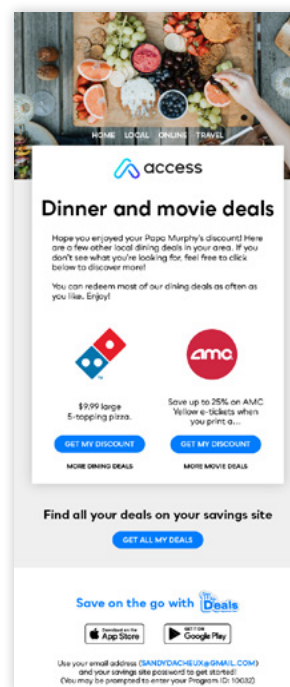 HOME LOCAL ONLINE TRAVEL
access
Dinner and movie deals
Hope you enjoyed your Papa Murphy's discount! Here
are a few other local dining deals in your area. If you
don't see what you're looking for, feel free to click
below to discover more!
You can redeem most of our dining deals as often as
you like. Enjoy!
$9.99 large
5-topping pizza.
GET MY DISCOUNT
MORE DINING DEALS
amc
Save up to 25% on AMC
Yellow e-tickets when
you print a...
GET MY DISCOUNT
MORE MOVIE DEALS
Find all your deals on your savings site
GET ALL MY DEALS
Save on the go with My Deals
Download on the
App Store
GET IT ON
Google Play
Use your email address (SANDYDACHEUX@GMAIL.COM)
and your savings site password to get started!
(You may be prompted to enter your Program ID: 10032)